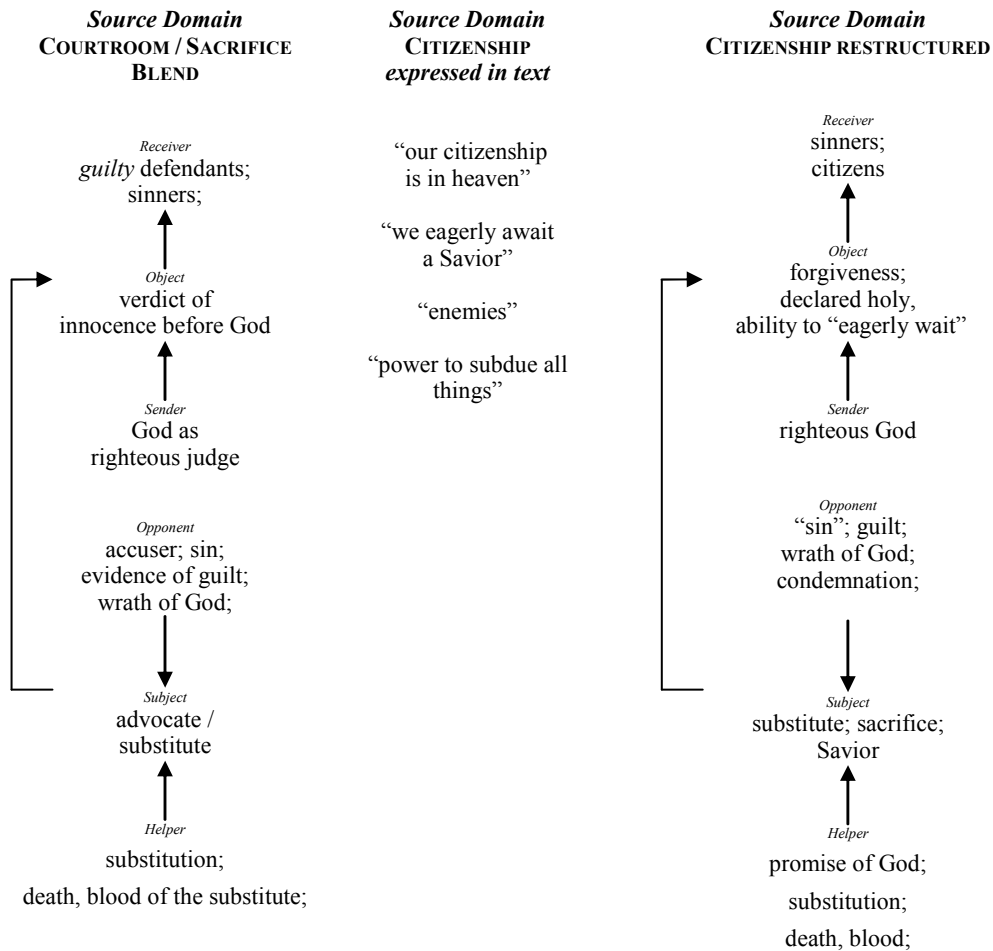 Source Domain
COURTROOM / SACRIFICE
BLEND
Receiver
guilty defendants;
sinners;
Object
verdict of
innocence before God
Sender
God as
righteous judge
Opponent
accuser; sin;
evidence of guilt;
wrath of God;
Subject
advocate /
substitute
Helper
substitution;
death, blood of the substitute;
Source Domain
CITIZENSHIP
expressed in text
“our citizenship
is in heaven”
“we eagerly await
a Savior”
“enemies”
“power to subdue all
things”
Source Domain
CITIZENSHIP RESTRUCTURED
Receiver
sinners;
citizens
Object
forgiveness;
declared holy,
ability to “eagerly wait”
Sender
righteous God
Opponent
“sin”; guilt;
wrath of God;
condemnation;
Subject
substitute; sacrifice;
Savior
Helper
promise of God;
substitution;
death, blood;